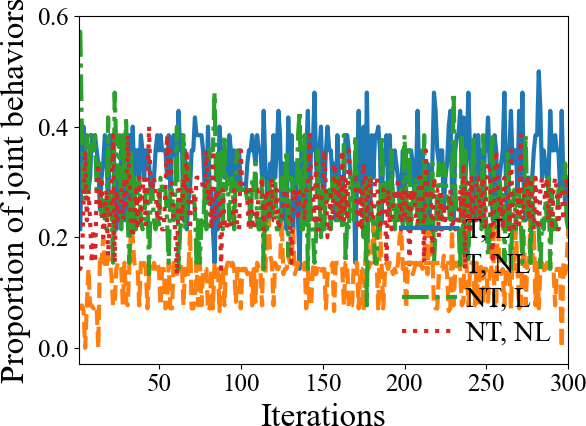 Proportion of joint behaviors
0.6
0.4
0.2
0.0
T, L
T, NL
NT, L
NT, NL
50 100 150 200 250 300
Iterations